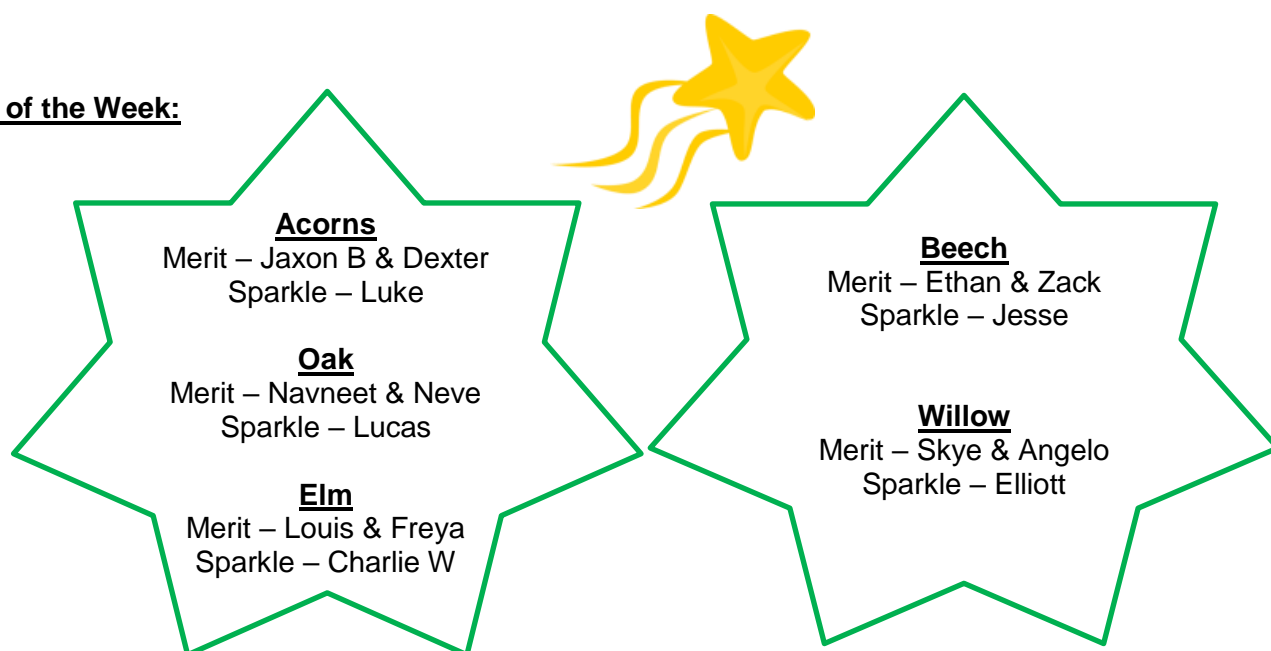 of the Week:
Acorns
Merit – Jaxon B & Dexter
Sparkle – Luke
Oak
Merit – Navneet & Neve
Sparkle – Lucas
Elm
Merit – Louis & Freya
Sparkle – Charlie W
Beech
Merit – Ethan & Zack
Sparkle – Jesse
Willow
Merit – Skye & Angelo
Sparkle – Elliott